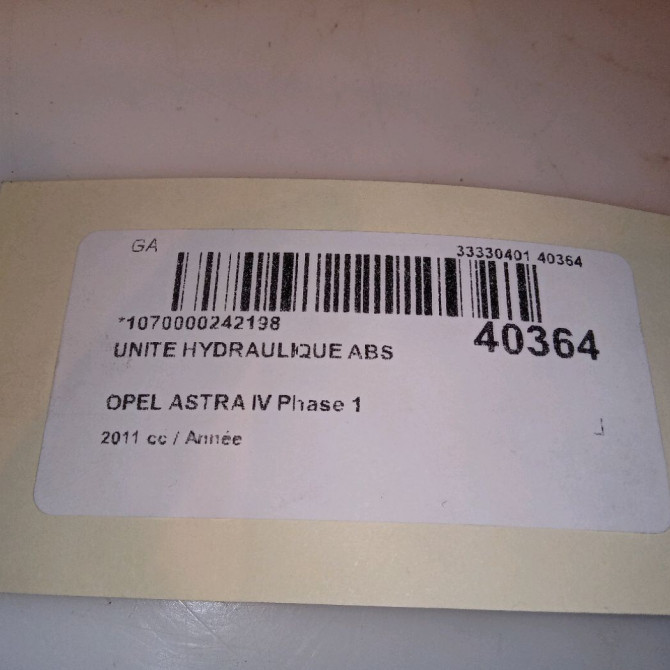 GA
33330401 40364
*1070000242198
40364
UNITE HYDRAULIQUE ABS
OPEL ASTRA IV Phase 1
2011 cc / Année
J